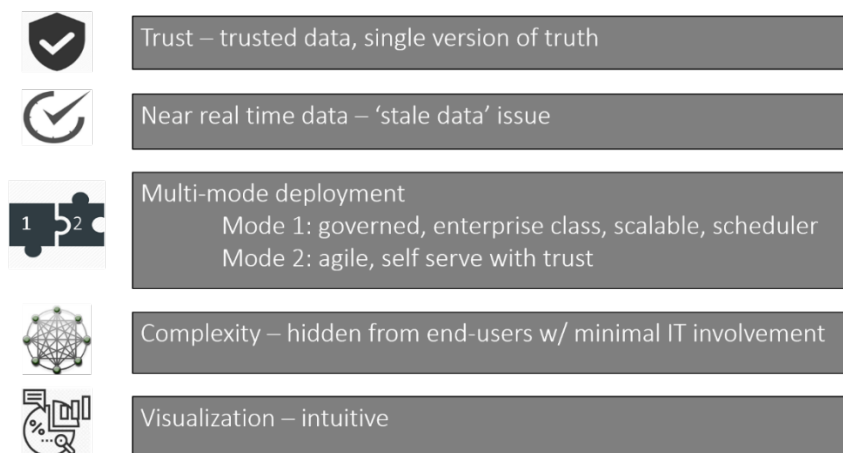 Trust – trusted data, single version of truth
Near real time data – ‘stale data’ issue
1 2
Multi-mode deployment
Mode 1: governed, enterprise class, scalable, scheduler
Mode 2: agile, self serve with trust
Complexity – hidden from end-users w/ minimal IT involvement
%
Visualization – intuitive